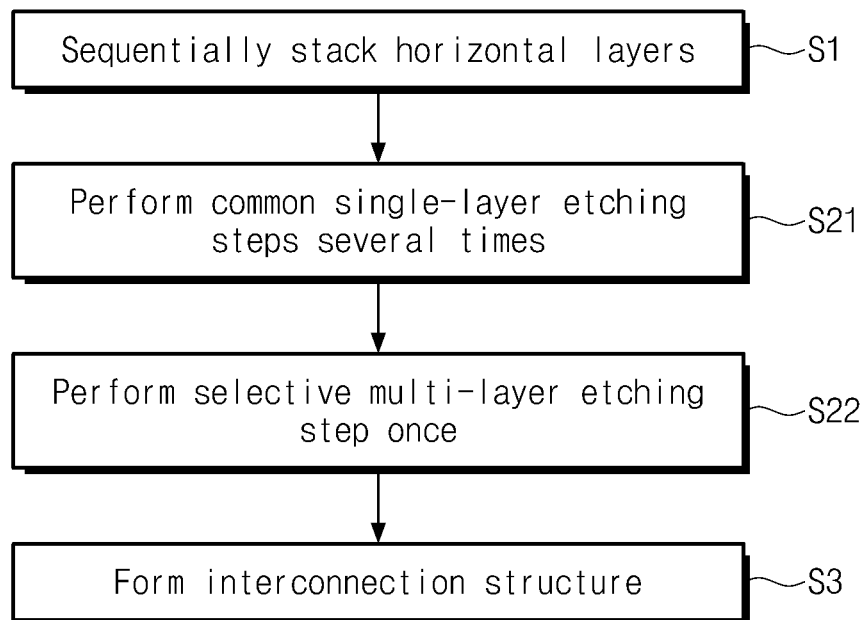 Sequentially stack horizontal layers
S1
Perform common single-layer etching
steps several times
S21
Perform selective multi-layer etching
step once
S22
Form interconnection structure
S3